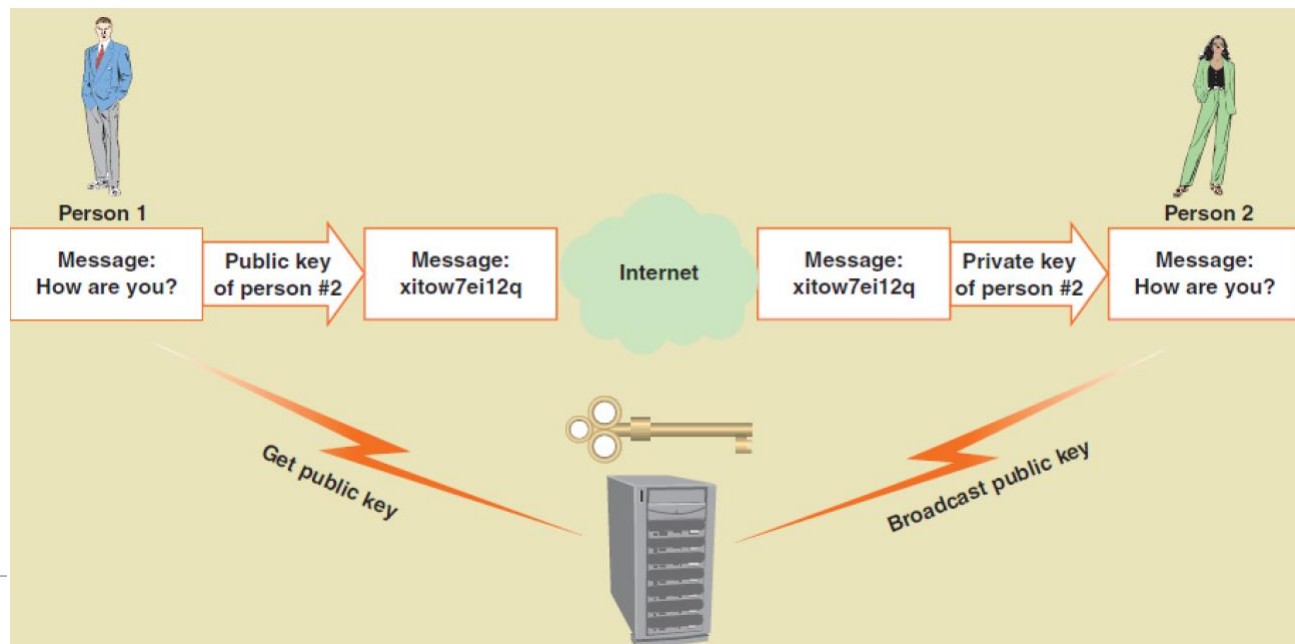 Person 1
Person 2
Message:
How are you?
Public key
of person #2
Message:
xitow7ei12q
Internet
Message:
xitow7ei12q
Private key
of person #2
Message:
How are you?
Get public key
Broadcast public key